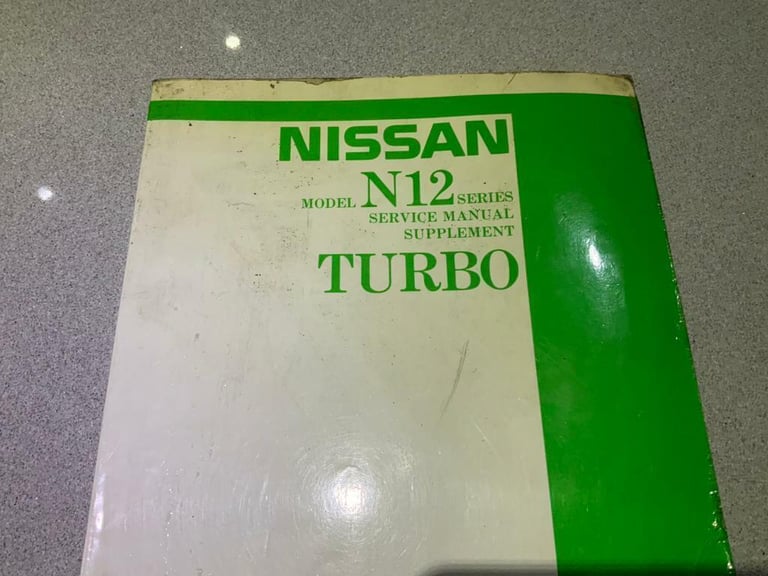 NISSAN
MODEL N12 SERIES
SERVICE MANUAL
SUPPLEMENT
TURBO